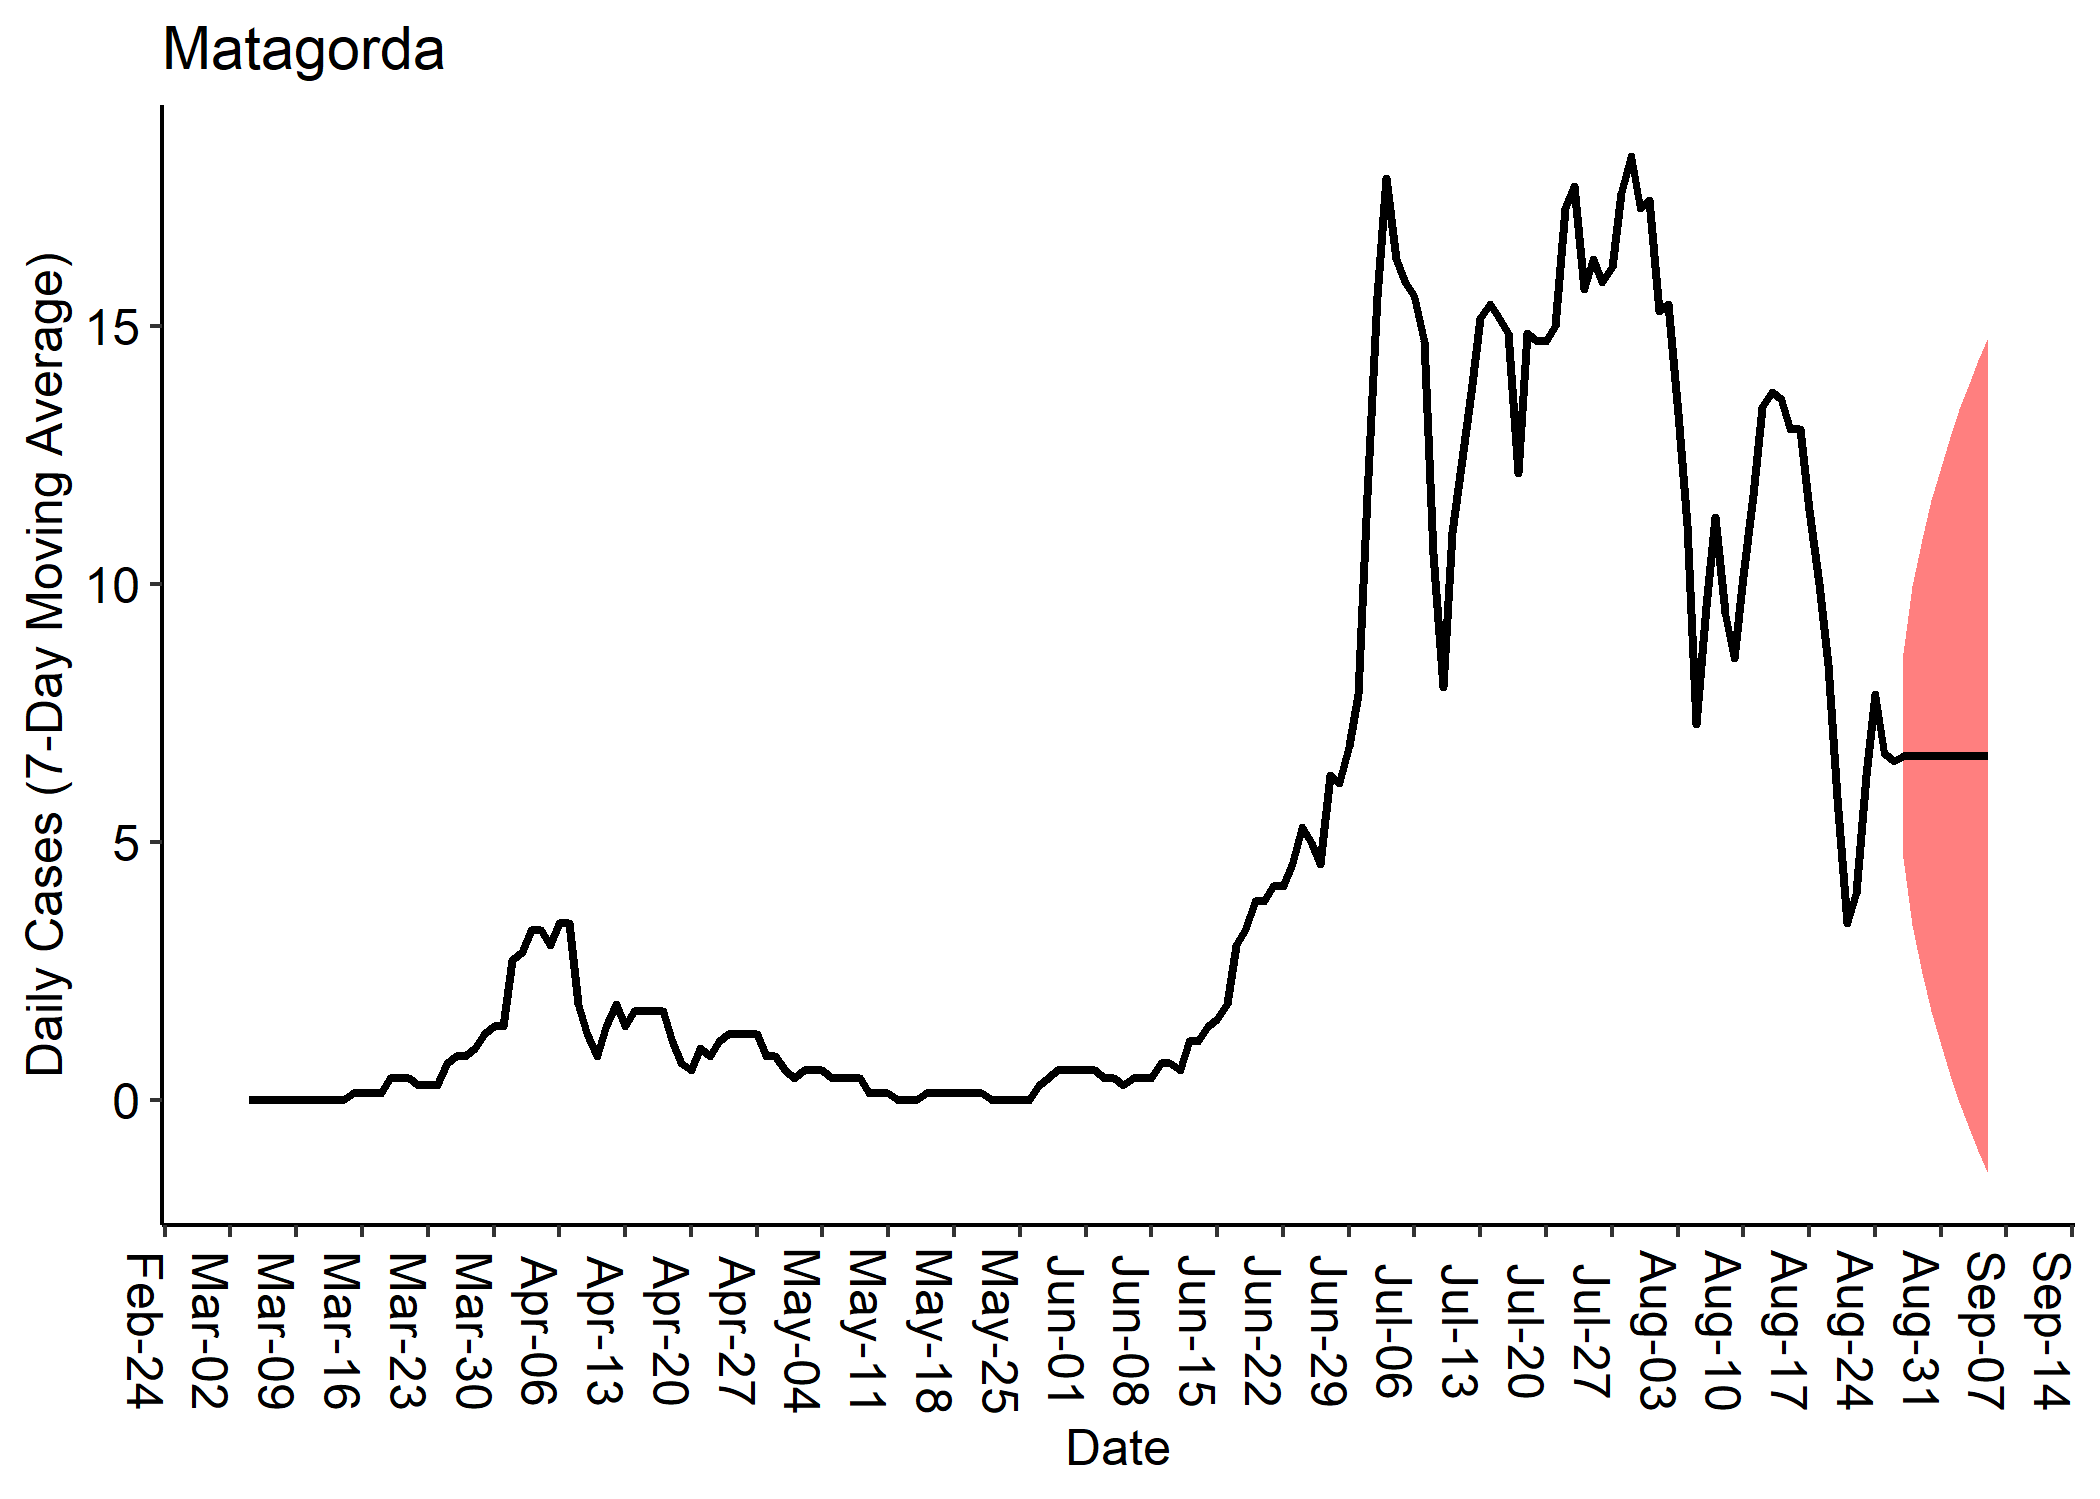 Matagorda
Daily Cases (7-Day Moving Average)
15
10
5
0
Feb-24
Mar-02
Mar-09
Mar-16
Mar-23
Mar-30
Apr-06
Apr-13
Apr-20
Apr-27
May-04
May-11
May-18
May-25
Jun-01
Jun-08
Jun-15
Jun-22
Jun-29
Jul-06
Jul-13
Jul-20
Jul-27
Aug-03
Aug-10
Aug-17
Aug-24
Aug-31
Sep-07
Sep-14
Date